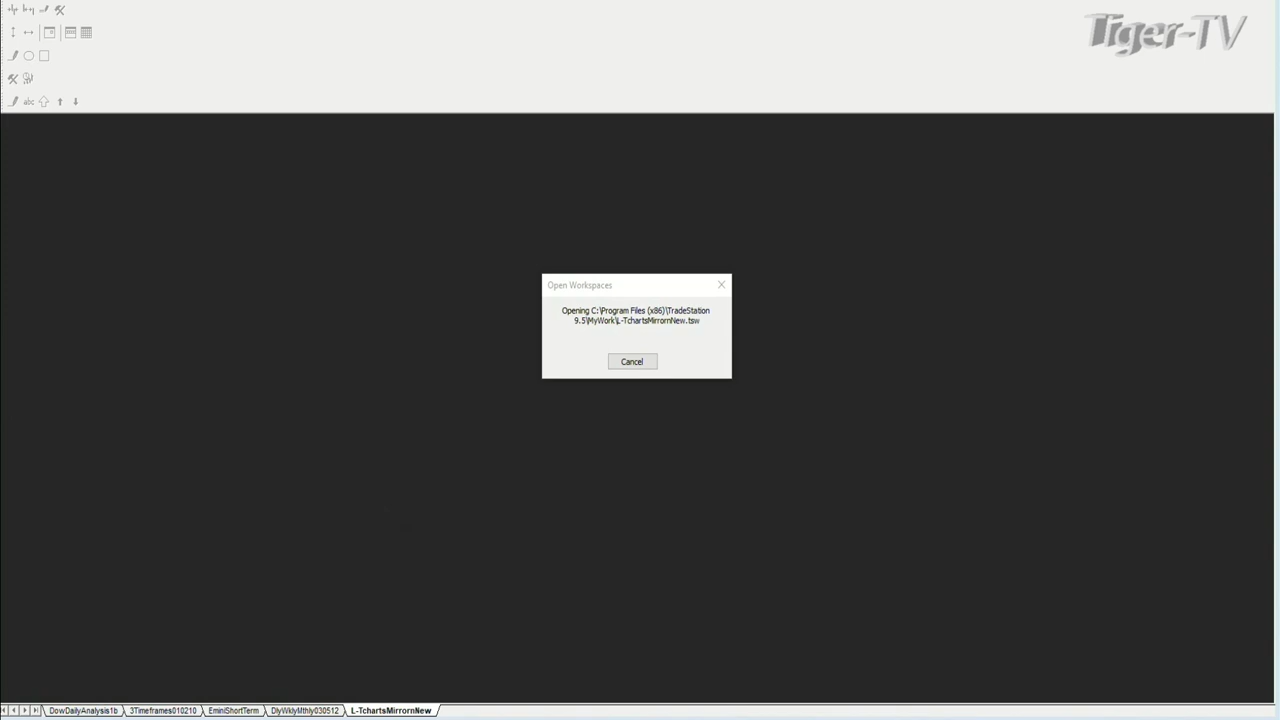 Tiger-TV
abc
Open Workspaces
Opening C:\Program Files (x86)\TradeStation
9.5\MyWork\L-TchartsMirrornNew.tsw
Cancel
DowDailyAnalysis1b 3Timeframes010210 EminiShortTerm DlyWklyMthly030512 L-TchartsMirrornNew